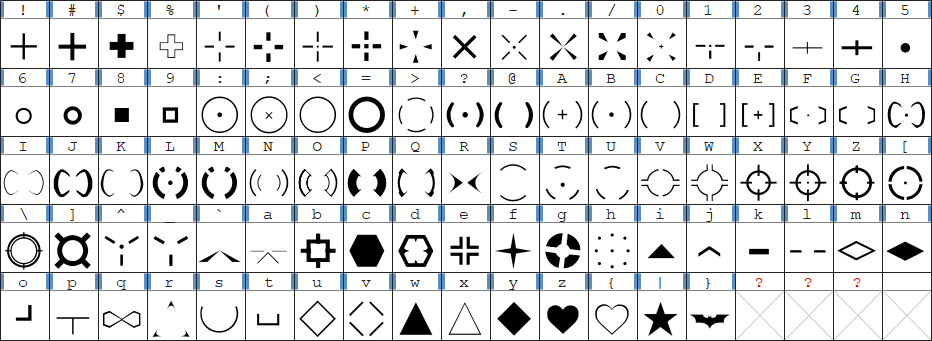 ! # $ % ' ( ) * + , - . / 0 1 2 3 4 5
6 7 8 9 : ; < = > ? @ A B C D E F G H
I J K L M N O P Q R S T U V W X Y Z [
\ ] ^ _ ` a b c d e f g h i j k l m n
o p q r s t u v w x y z { | } ? ? ?